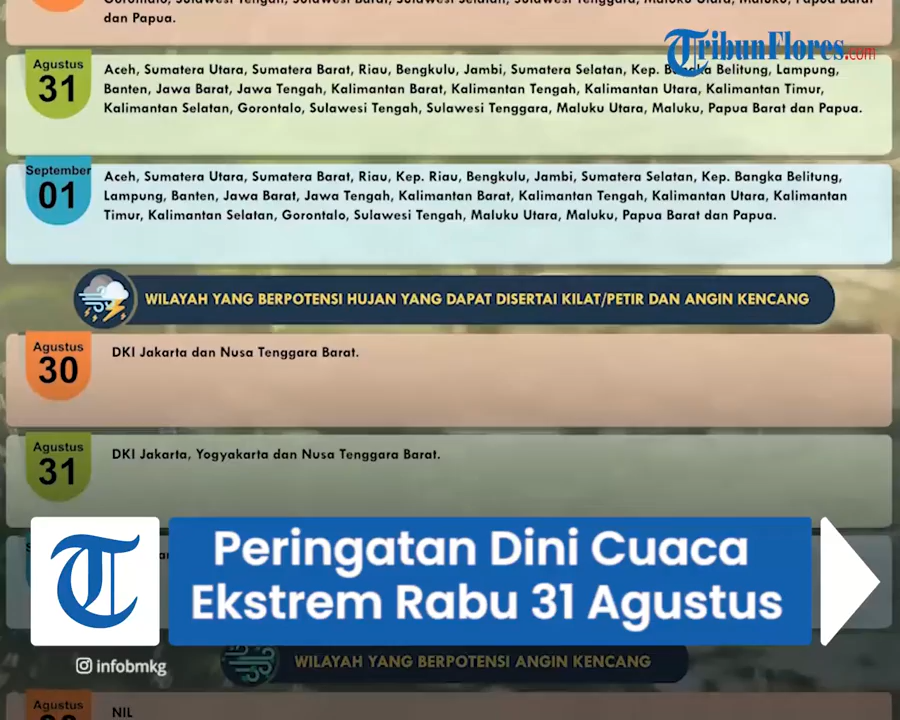 Gorontalo, Sulawesi Tengah, Sulawesi Barat, Sulawesi Selatan, Sulawesi Tenggara, Maluku Utara, Maluku, Papua Barat
dan Papua.
TribunFlores.com
Agustus
31
Aceh, Sumatera Utara, Sumatera Barat, Riau, Bengkulu, Jambi, Sumatera Selatan, Kep. Bangka Belitung, Lampung,
Banten, Jawa Barat, Jawa Tengah, Kalimantan Barat, Kalimantan Tengah, Kalimantan Utara, Kalimantan Timur,
Kalimantan Selatan, Gorontalo, Sulawesi Tengah, Sulawesi Tenggara, Maluku Utara, Maluku, Papua Barat dan Papua.
September
01
Aceh, Sumatera Utara, Sumatera Barat, Riau, Kep. Riau, Bengkulu, Jambi, Sumatera Selatan, Kep. Bangka Belitung,
Lampung, Banten, Jawa Barat, Jawa Tengah, Kalimantan Barat, Kalimantan Tengah, Kalimantan Utara, Kalimantan
Timur, Kalimantan Selatan, Gorontalo, Sulawesi Tengah, Maluku Utara, Maluku, Papua Barat dan Papua.
WILAYAH YANG BERPOTENSI HUJAN YANG DAPAT DISERTAI KILAT/PETIR DAN ANGIN KENCANG
Agustus
30
DKI Jakarta dan Nusa Tenggara Barat.
Agustus
31
DKI Jakarta, Yogyakarta dan Nusa Tenggara Barat.
T
Peringatan Dini Cuaca
Ekstrem Rabu 31 Agustus
infobmkg
WILAYAH YANG BERPOTENSI ANGIN KENCANG
Agustus
NIL